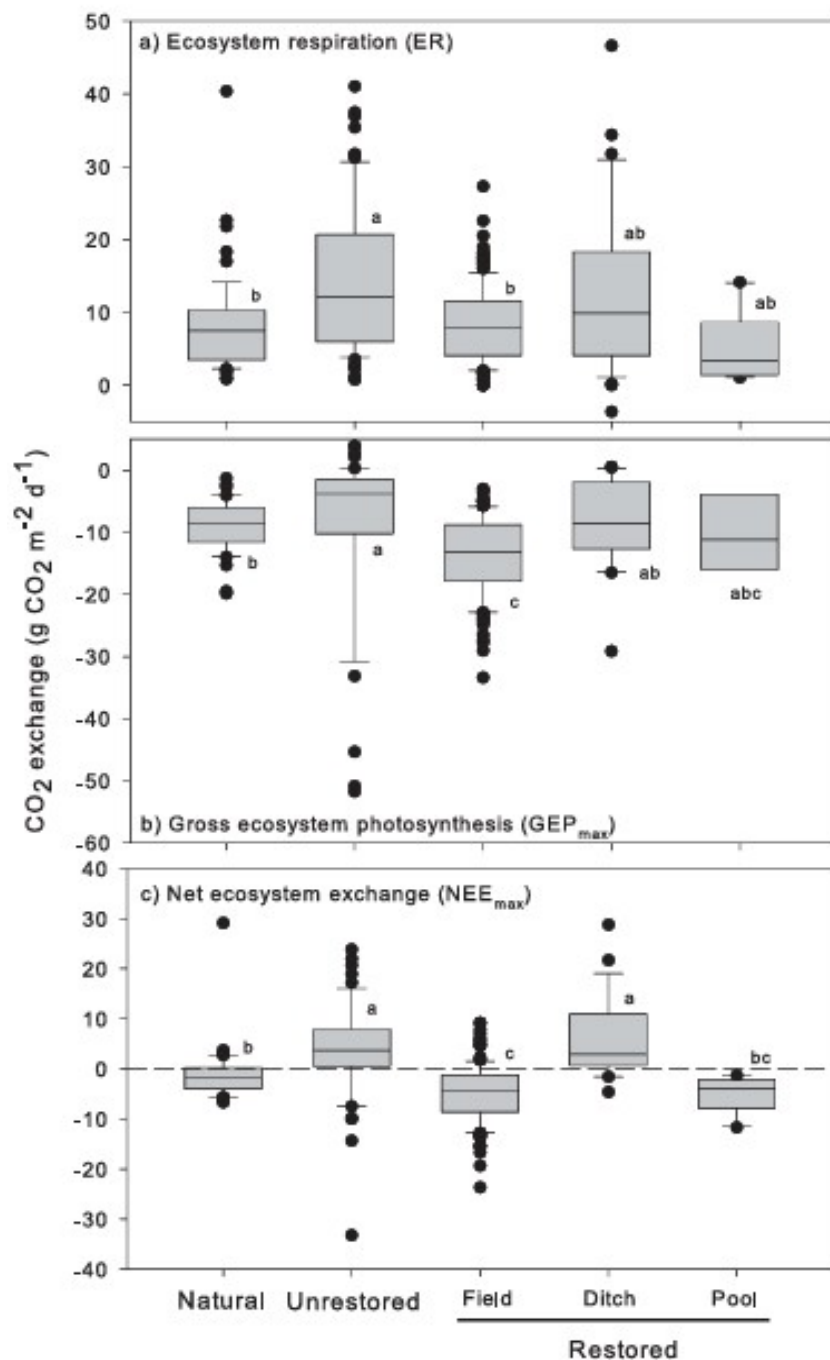 a) Ecosystem respiration (ER)
50
40
30
20
10
0
b
a
b
ab
ab
CO₂ exchange (g CO₂ m⁻² d⁻¹)
0
-10
-20
-30
-40
-50
-60
b
a
c
ab
abc
b) Gross ecosystem photosynthesis (GEPmax)
c) Net ecosystem exchange (NEEmax)
40
30
20
10
0
-10
-20
-30
-40
b
a
c
a
bc
Natural Unrestored Field Ditch Pool
Restored